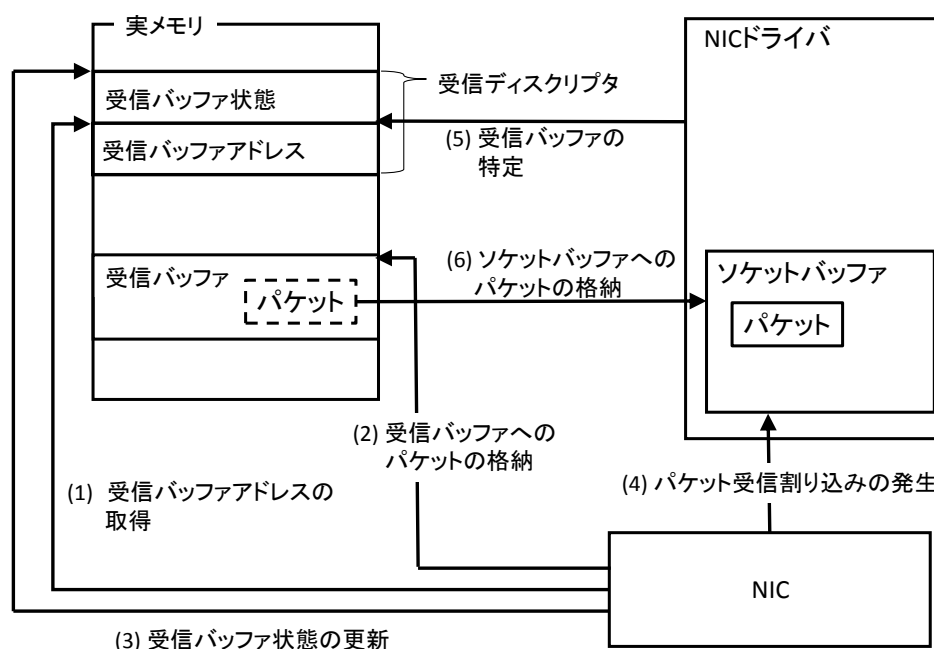 実メモリ
NICドライバ
受信ディスクリプタ
受信バッファ状態
受信バッファアドレス
(5) 受信バッファの
特定
(6) ソケットバッファへの
パケットの格納
受信バッファ
パケット
ソケットバッファ
パケット
(2) 受信バッファへの
パケットの格納
(4) パケット受信割り込みの発生
(1) 受信バッファアドレスの
取得
NIC
(3) 受信バッファ状態の更新